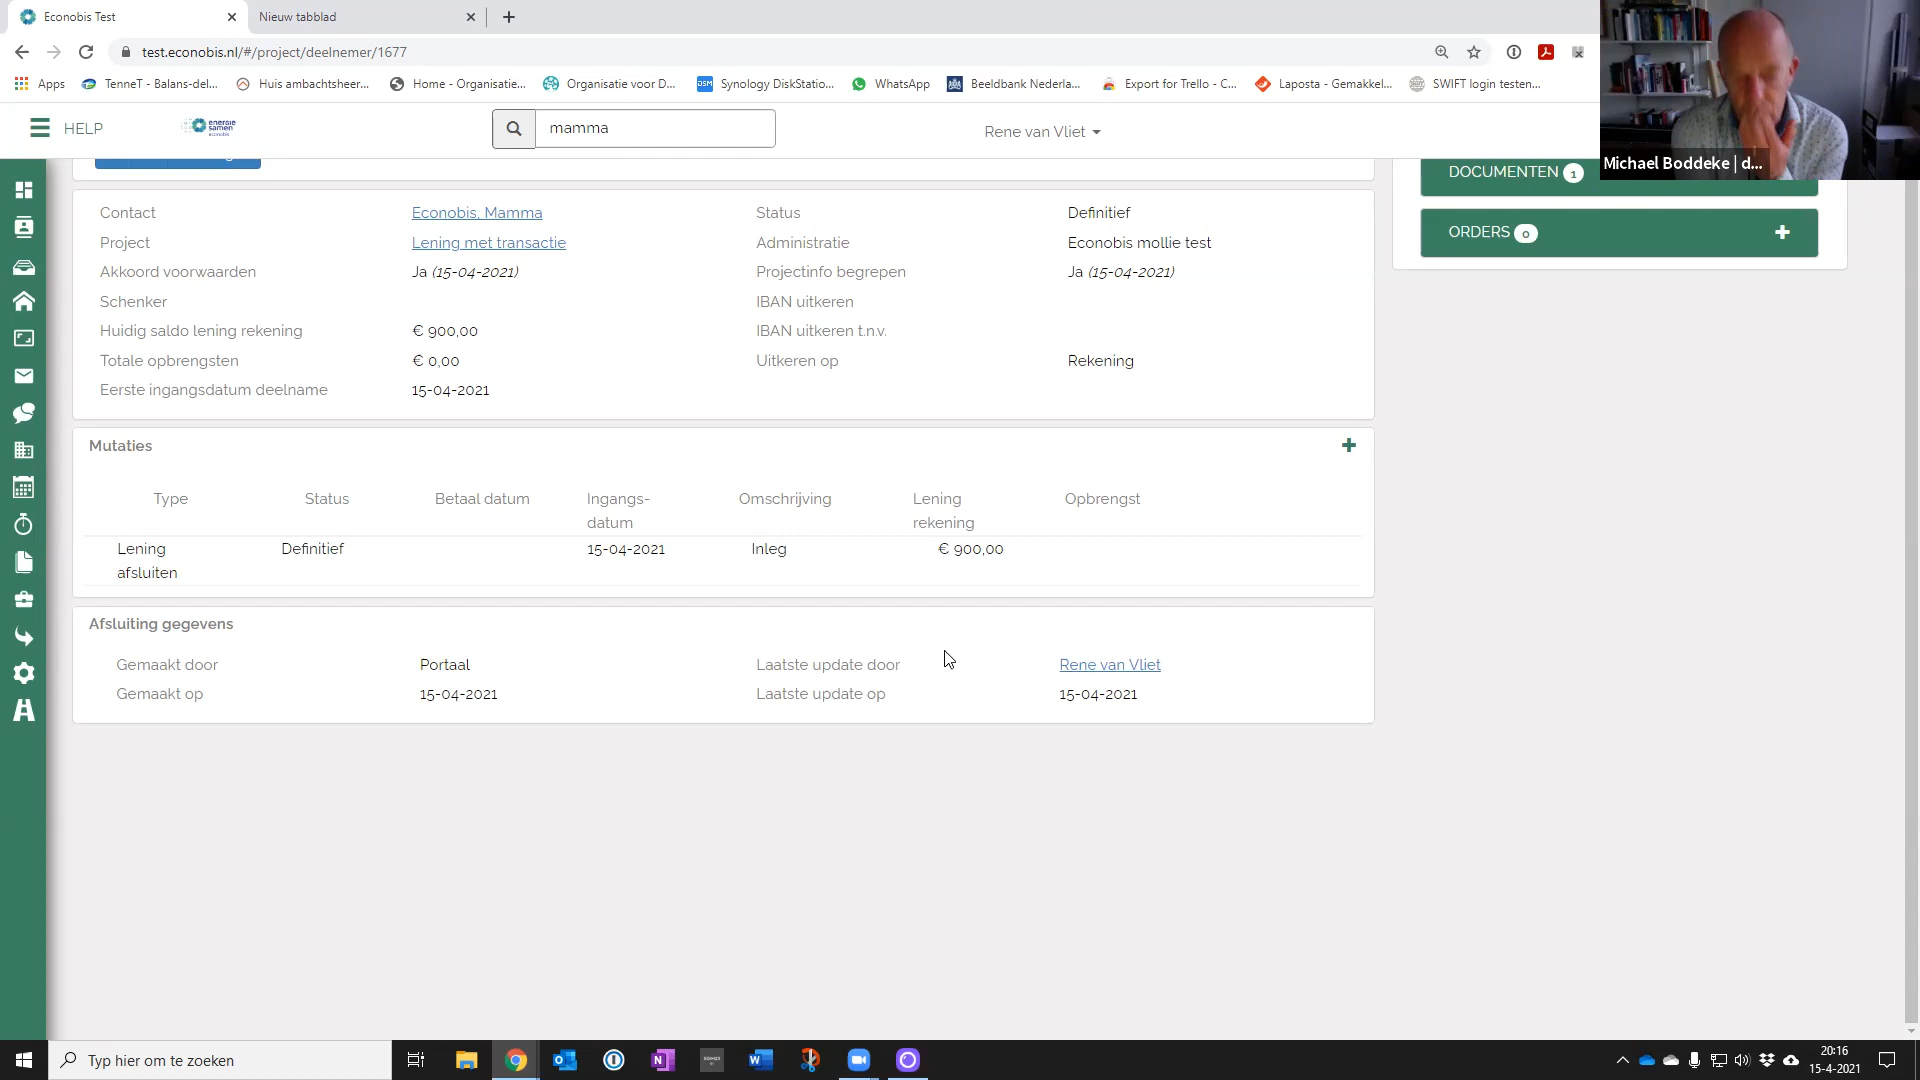 Econobis Test
Nieuw tabblad
test.econobis.nl/#/project/deelnemer/1677
Apps
TenneT - Balans-del...
Huis ambachtsheer...
Home - Organisatie...
Organisatie voor D...
Synology DiskStatio...
WhatsApp
Beeldbank Nederla...
Export for Trello - C...
Laposta - Gemakkel...
SWIFT login testen...
HELP
energie
samen
econobis
mamma
Rene van Vliet
Michael Boddeke | d...
DOCUMENTEN 1
ORDERS 0
Contact
Econobis, Mamma
Status
Definitief
Project
Lening met transactie
Administratie
Econobis mollie test
Akkoord voorwaarden
Ja (15-04-2021)
Projectinfo begrepen
Ja (15-04-2021)
Schenker
IBAN uitkeren
Huidig saldo lening rekening
€ 900,00
IBAN uitkeren t.n.v.
Totale opbrengsten
€ 0,00
Uitkeren op
Rekening
Eerste ingangsdatum deelname
15-04-2021
Mutaties
Type
Status
Betaal datum
Ingangs-
datum
Omschrijving
Lening
rekening
Opbrengst
Lening
afsluiten
Definitief
15-04-2021
Inleg
€ 900,00
Afsluiting gegevens
Gemaakt door
Portaal
Laatste update door
Rene van Vliet
Gemaakt op
15-04-2021
Laatste update op
15-04-2021
Typ hier om te zoeken
20:16
15-4-2021